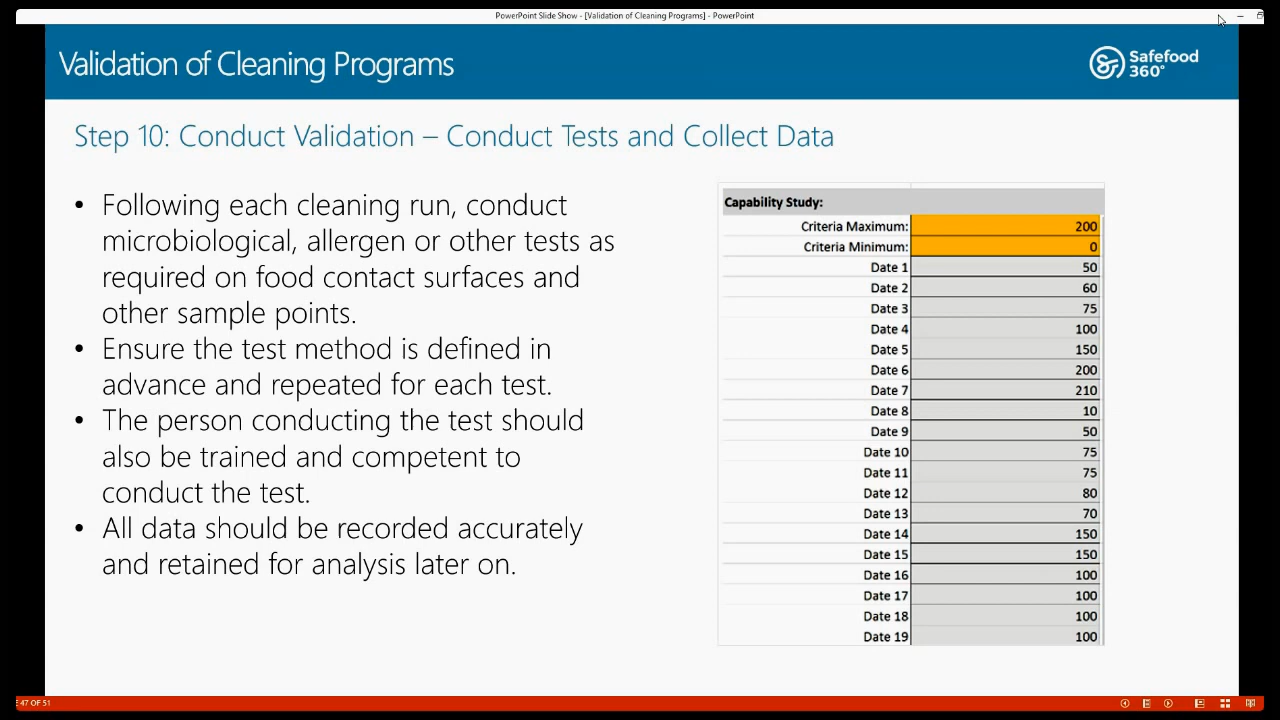 PowerPoint Slide Show - [Validation of Cleaning Programs] - PowerPoint
Validation of Cleaning Programs
Safefood
360°
Step 10: Conduct Validation – Conduct Tests and Collect Data
• Following each cleaning run, conduct
microbiological, allergen or other tests as
required on food contact surfaces and
other sample points.
• Ensure the test method is defined in
advance and repeated for each test.
• The person conducting the test should
also be trained and competent to
conduct the test.
• All data should be recorded accurately
and retained for analysis later on.
Capability Study:
Criteria Maximum: 200
Criteria Minimum: 0
Date 1 50
Date 2 60
Date 3 75
Date 4 100
Date 5 150
Date 6 200
Date 7 210
Date 8 10
Date 9 50
Date 10 75
Date 11 75
Date 12 80
Date 13 70
Date 14 150
Date 15 150
Date 16 100
Date 17 100
Date 18 100
Date 19 100
E 47 OF 51